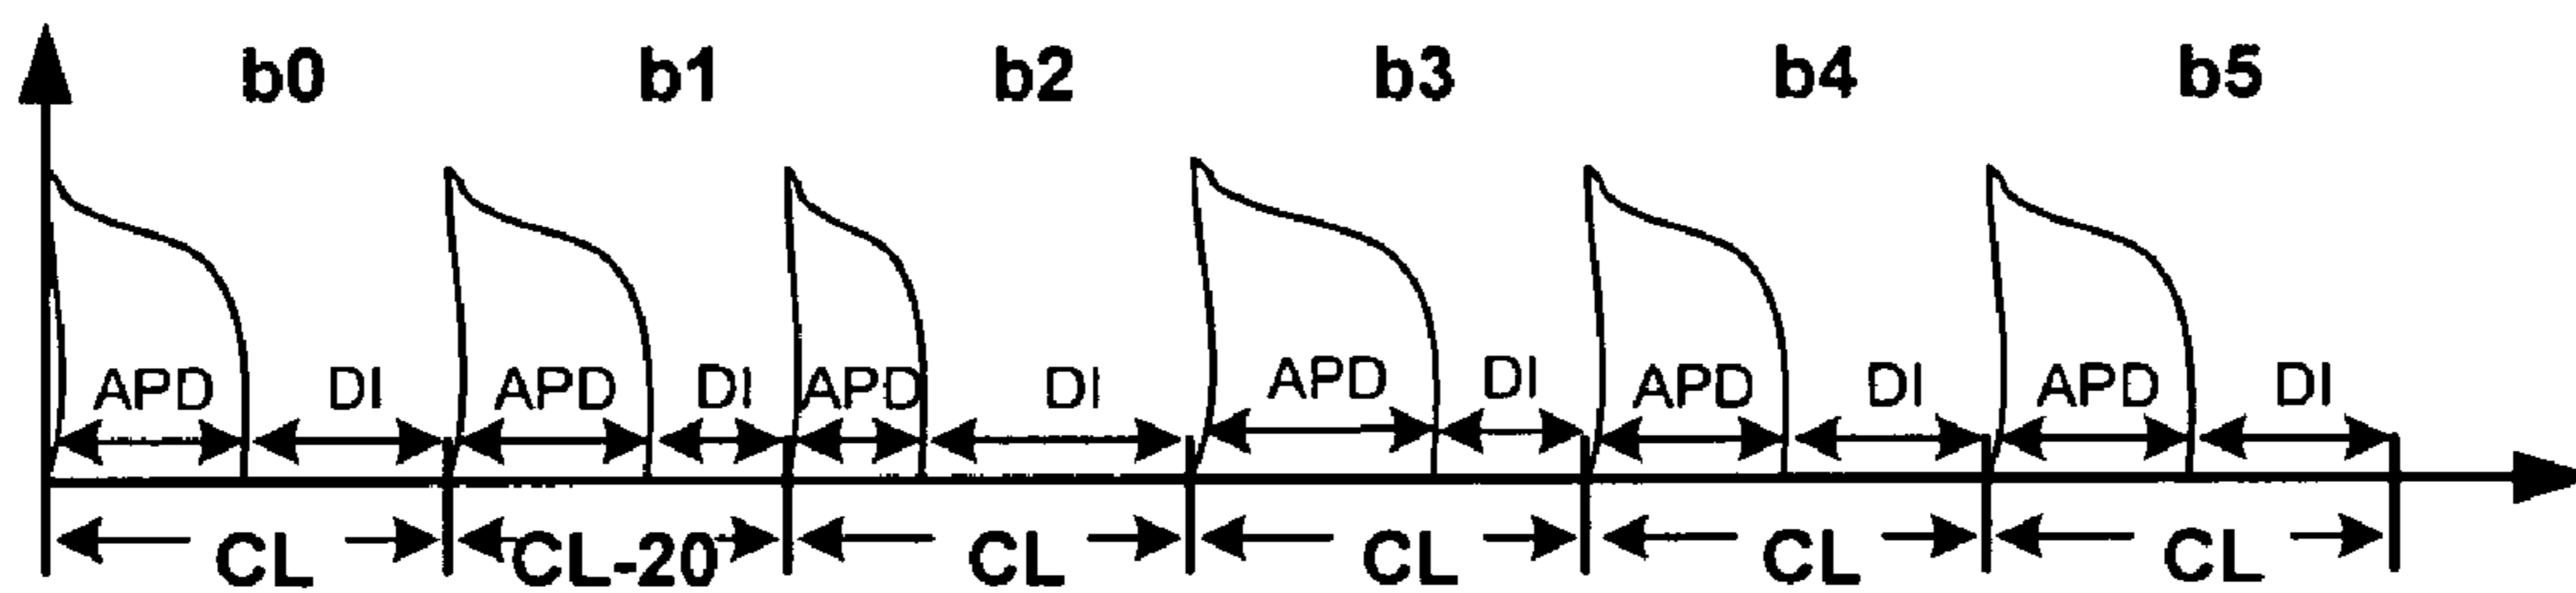 b0 b1 b2 b3 b4 b5
APD DI APD DI APD DI APD DI APD DI APD DI
CL CL-20 CL CL CL CL